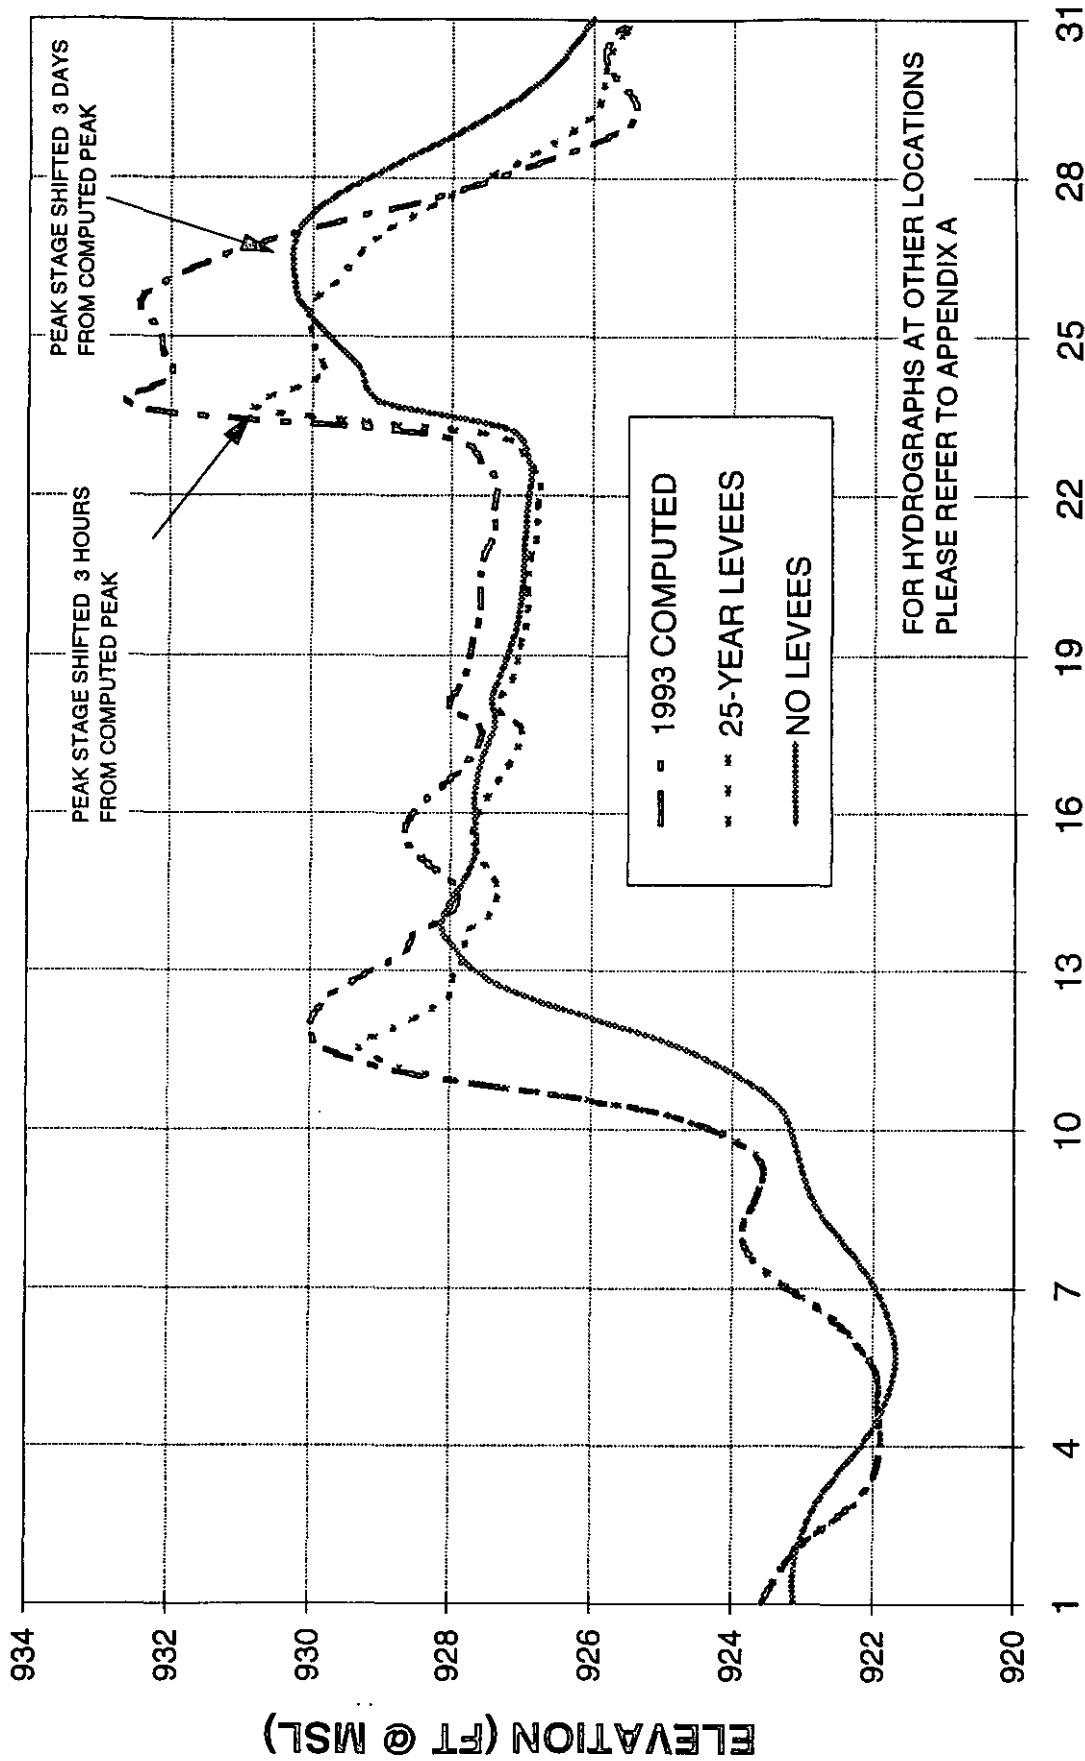 PEAK STAGE SHIFTED 3 HOURS
FROM COMPUTED PEAK
PEAK STAGE SHIFTED 3 DAYS
FROM COMPUTED PEAK
ELEVATION (FT @ MSL)
934
932
930
928
926
924
922
920
1993 COMPUTED
25-YEAR LEVEES
NO LEVEES
FOR HYDROGRAPHS AT OTHER LOCATIONS
PLEASE REFER TO APPENDIX A
1 4 7 10 13 16 19 22 25 28 31